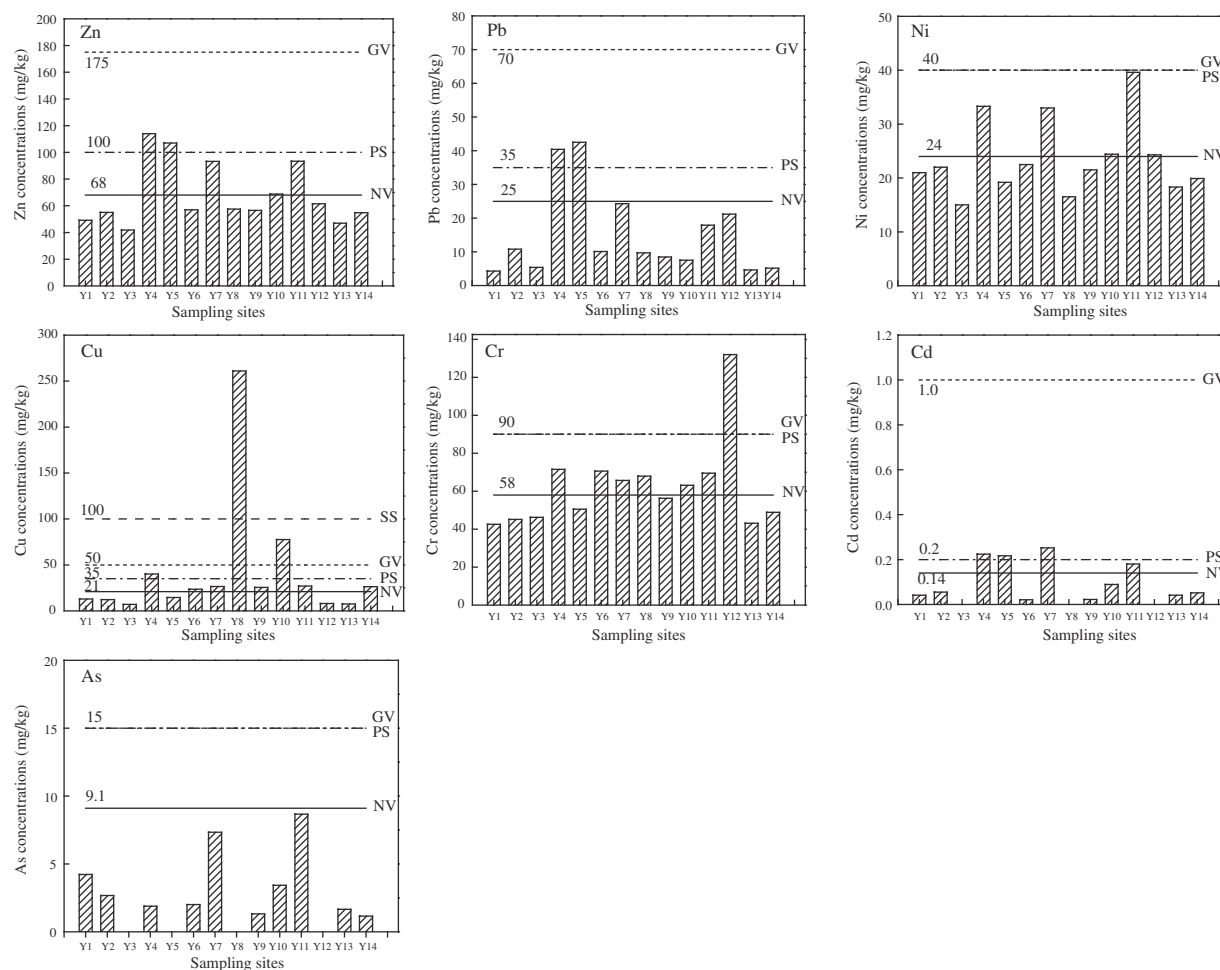 Zn
Zn concentrations (mg/kg)
200
180
160
140
120
100
80
60
40
20
0
GV
175
100
PS
68
NV
Y1 Y2 Y3 Y4 Y5 Y6 Y7 Y8 Y9 Y10 Y11 Y12 Y13 Y14
Sampling sites
Pb
Pb concentrations (mg/kg)
80
70
60
50
40
30
20
10
0
GV
70
35
PS
25
NV
Y1 Y2 Y3 Y4 Y5 Y6 Y7 Y8 Y9 Y10 Y11 Y12 Y13 Y14
Sampling sites
Ni
Ni concentrations (mg/kg)
50
40
30
20
10
0
40
GV
PS
24
NV
Y1 Y2 Y3 Y4 Y5 Y6 Y7 Y8 Y9 Y10 Y11 Y12 Y13 Y14
Sampling sites
Cu
Cu concentrations (mg/kg)
300
250
200
150
100
50
0
100
SS
50
GV
35
PS
21
NV
Y1 Y2 Y3 Y4 Y5 Y6 Y7 Y8 Y9 Y10 Y11 Y12 Y13 Y14
Sampling sites
Cr
Cr concentrations (mg/kg)
140
120
100
80
60
40
20
0
90
GV
PS
58
NV
Y1 Y2 Y3 Y4 Y5 Y6 Y7 Y8 Y9 Y10 Y11 Y12 Y13 Y14
Sampling sites
Cd
Cd concentrations (mg/kg)
1.2
1.0
0.8
0.6
0.4
0.2
0.0
GV
1.0
0.2
PS
0.14
NV
Y1 Y2 Y3 Y4 Y5 Y6 Y7 Y8 Y9 Y10 Y11 Y12 Y13 Y14
Sampling sites
As
As concentrations (mg/kg)
20
15
10
5
0
15
GV
PS
9.1
NV
Y1 Y2 Y3 Y4 Y5 Y6 Y7 Y8 Y9 Y10 Y11 Y12 Y13 Y14
Sampling sites